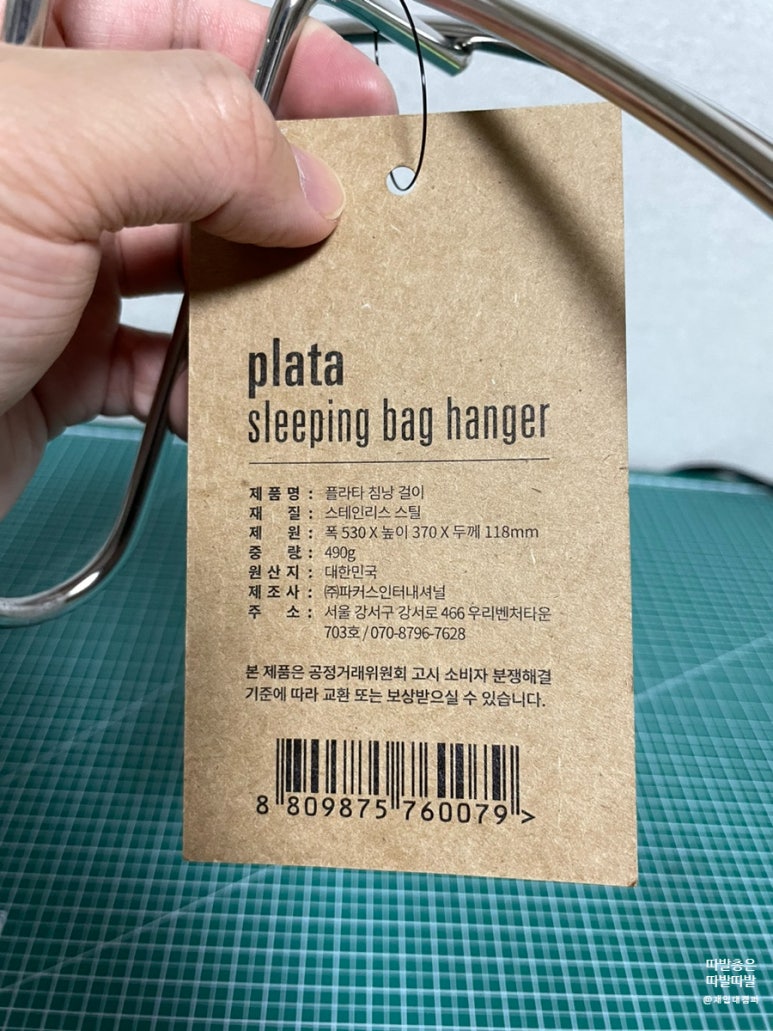 plata
sleeping bag hanger
제품명 : 플라타 침낭 걸이
재 질 : 스테인리스 스틸
제 원 : 폭 530 X 높이 370 X 두께 118mm
중 량 : 490g
원산지 : 대한민국
제조사 : ㈜파커스인터내셔널
주 소 : 서울 강서구 강서로 466 우리벤처타운
703호 / 070-8796-7628
본 제품은 공정거래위원회 고시 소비자 분쟁해결
기준에 따라 교환 또는 보상받으실 수 있습니다.
8 809875 760079 >
따발총은
따발따발